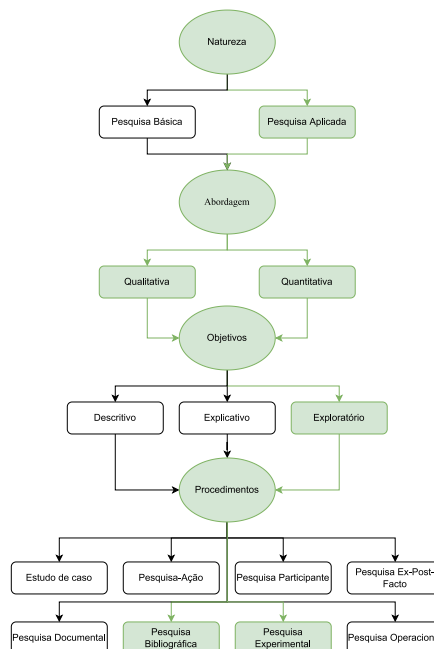 Natureza
Pesquisa Básica
Pesquisa Aplicada
Abordagem
Qualitativa
Quantitativa
Objetivos
Descritivo
Explicativo
Exploratório
Procedimentos
Estudo de caso
Pesquisa-Ação
Pesquisa Participante
Pesquisa Ex-Post-
Facto
Pesquisa Documental
Pesquisa
Bibliográfica
Pesquisa
Experimental
Pesquisa Operacion